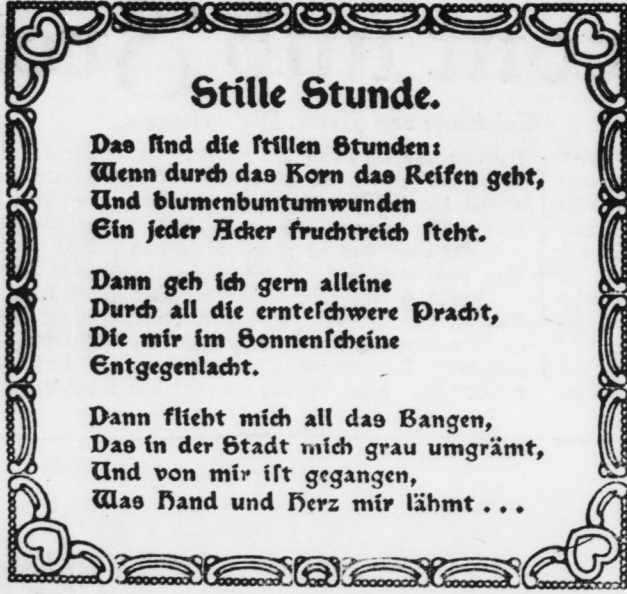 Stille Stunde.
Das sind die stillen Stunden:
Wenn durch das Korn das Reifen geht,
Und blumenbuntumwunden
Ein jeder Acker fruchtreich steht.
Dann geh ich gern alleine
Durch all die ernteschwere Pracht,
Die mir im Sonnenscheine
Entgegenlacht.
Dann flieht mich all das Bangen,
Das in der Stadt mich grau umgrämt,
Und von mir ist gegangen,
Was Hand und Herz mir lähmt . . .